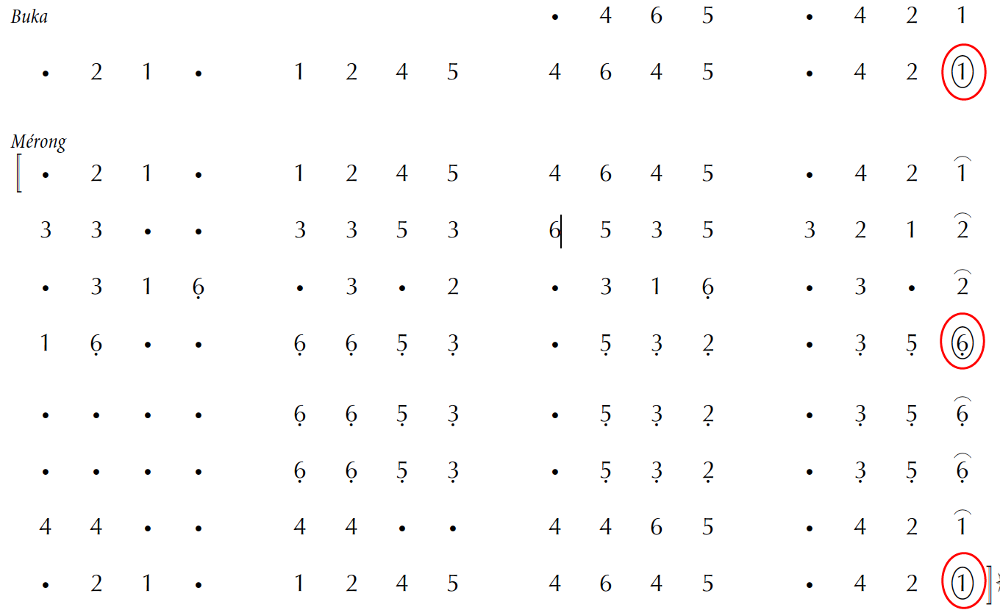 Buka • 4 6 5 • 4 2 1
• 2 1 • 1 2 4 5 4 6 4 5 • 4 2 (1)
Mérong
[ • 2 1 • 1 2 4 5 4 6 4 5 • 4 2 1̑
3 3 • • 3 3 5 3 6 5 3 5 3 2 1 2̑
• 3 1 6̣ • 3 • 2 • 3 1 6̣ • 3 • 2̑
1 6̣ • • 6̣ 6̣ 5̣ 3̣ • 5̣ 3̣ 2̣ • 3̣ 5̣ (6̣)
• • • • 6̣ 6̣ 5̣ 3̣ • 5̣ 3̣ 2̣ • 3̣ 5̣ 6̣̑
• • • • 6̣ 6̣ 5̣ 3̣ • 5̣ 3̣ 2̣ • 3̣ 5̣ 6̣̑
4 4 • • 4 4 • • 4 4 6 5 • 4 2 1̑
• 2 1 • 1 2 4 5 4 6 4 5 • 4 2 (1) ]